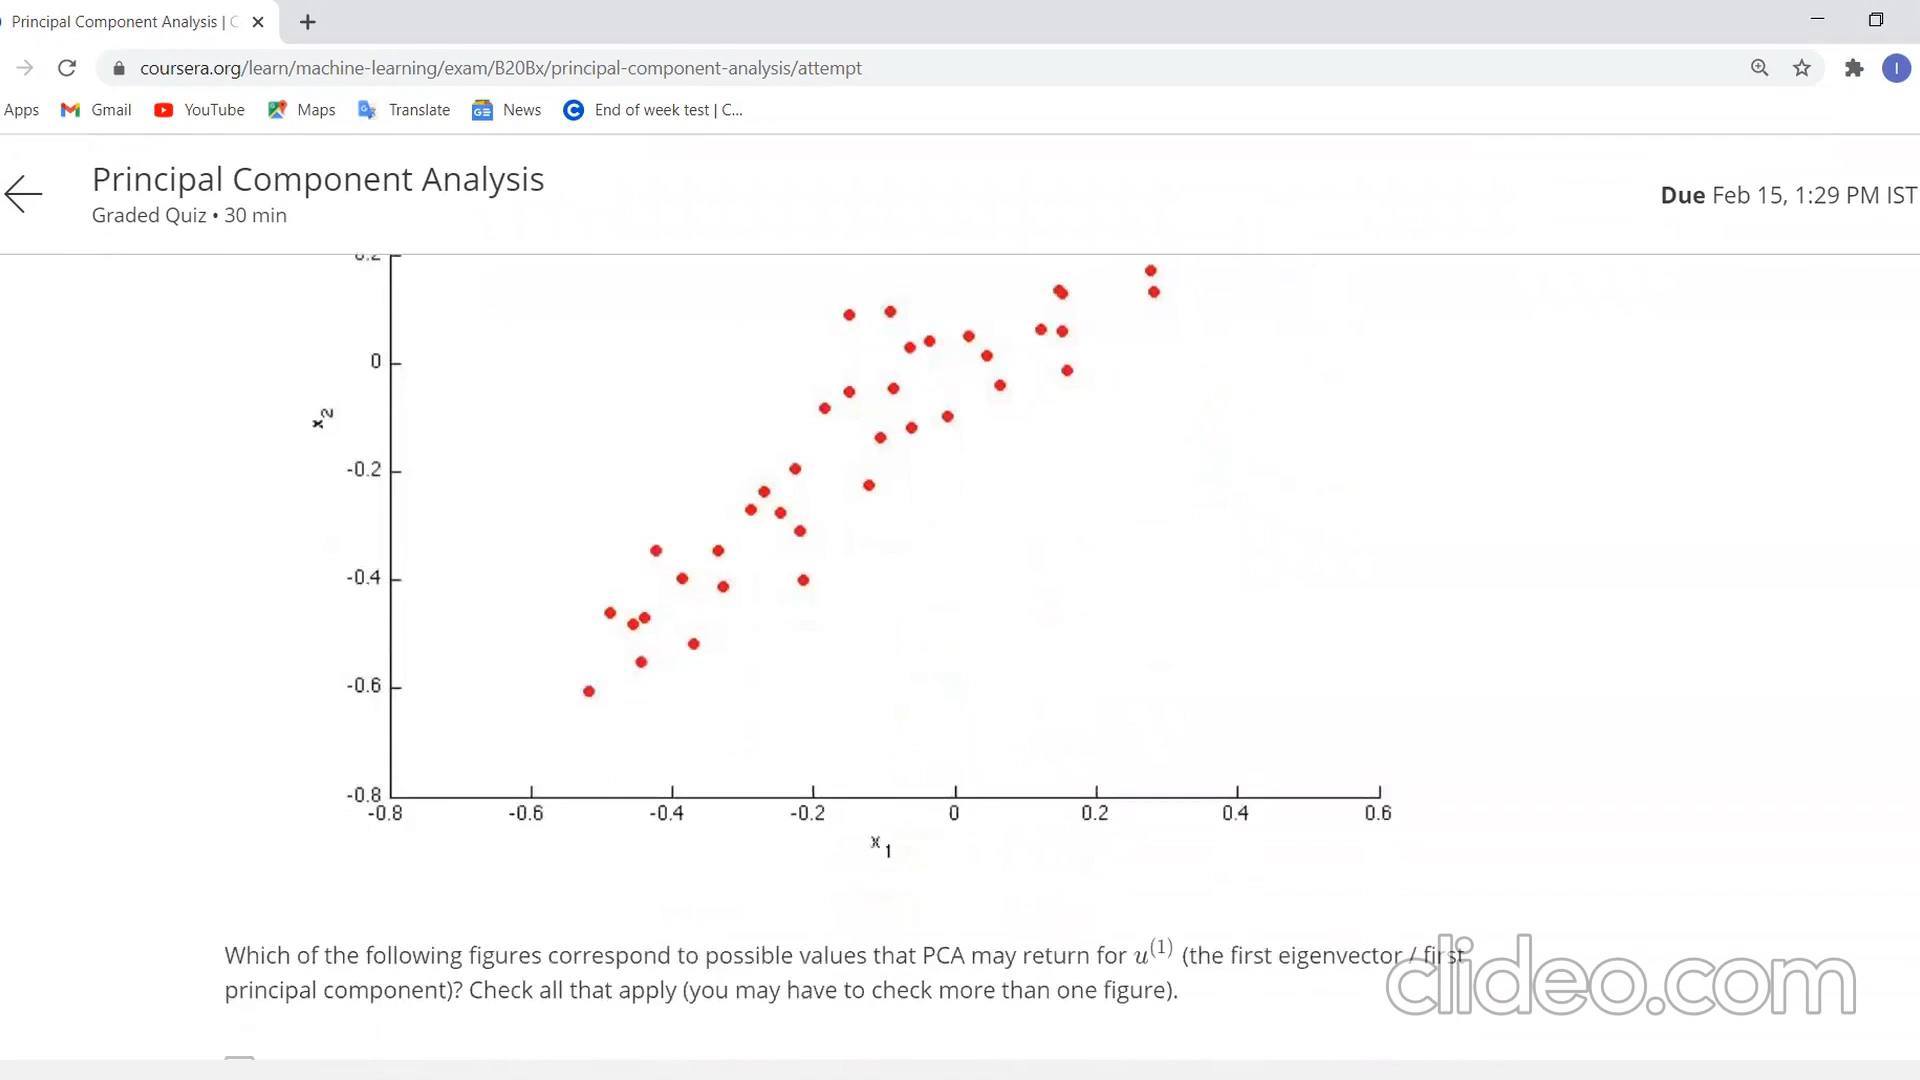 Principal Component Analysis | C
coursera.org/learn/machine-learning/exam/B20Bx/principal-component-analysis/attempt
I
Apps Gmail YouTube Maps Translate News End of week test | C...
Principal Component Analysis
Graded Quiz • 30 min
Due Feb 15, 1:29 PM IST
0.2
0
x2
-0.2
-0.4
-0.6
-0.8
-0.8 -0.6 -0.4 -0.2 0 0.2 0.4 0.6
x1
Which of the following figures correspond to possible values that PCA may return for u(1) (the first eigenvector / first
principal component)? Check all that apply (you may have to check more than one figure).
clideo.com